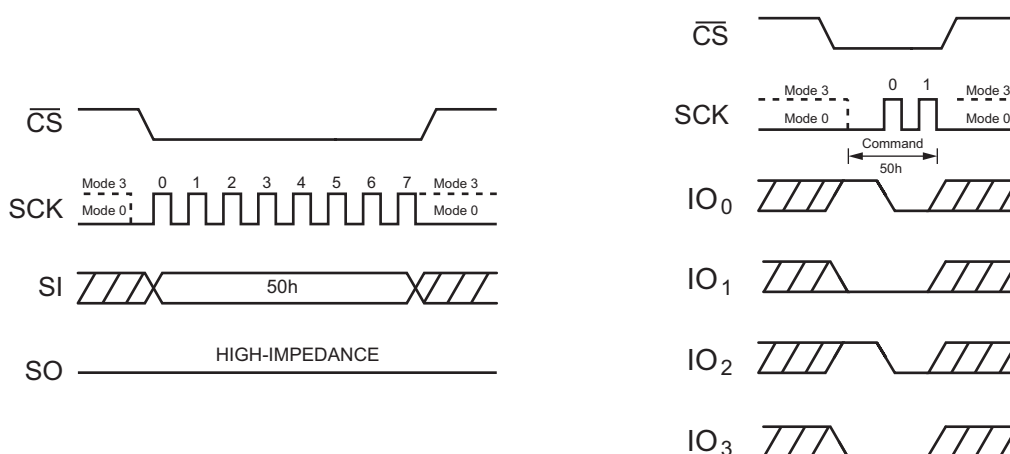 CS
SCK
Mode 3
Mode 0
0 1 2 3 4 5 6 7
Mode 3
Mode 0
SI
50h
SO
HIGH-IMPEDANCE
CS
SCK
Mode 3
Mode 0
0 1
Mode 3
Mode 0
Command
50h
IO0
IO1
IO2
IO3